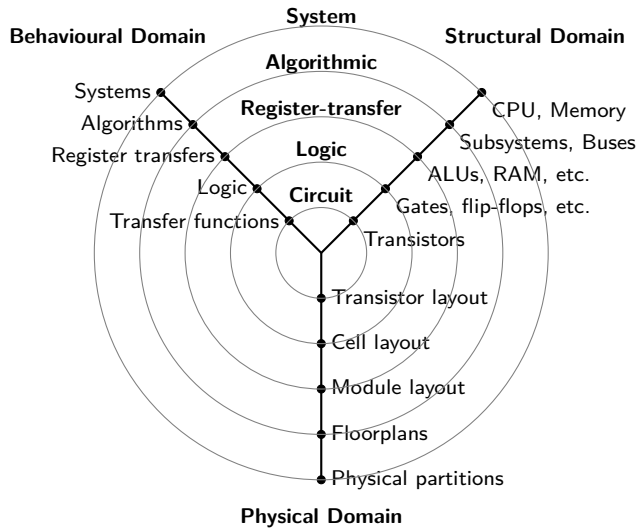 System
Behavioural Domain
Structural Domain
Algorithmic
Systems
CPU, Memory
Register-transfer
Algorithms
Subsystems, Buses
Logic
Register transfers
ALUs, RAM, etc.
Circuit
Logic
Gates, flip-flops, etc.
Transfer functions
Transistors
Transistor layout
Cell layout
Module layout
Floorplans
Physical partitions
Physical Domain